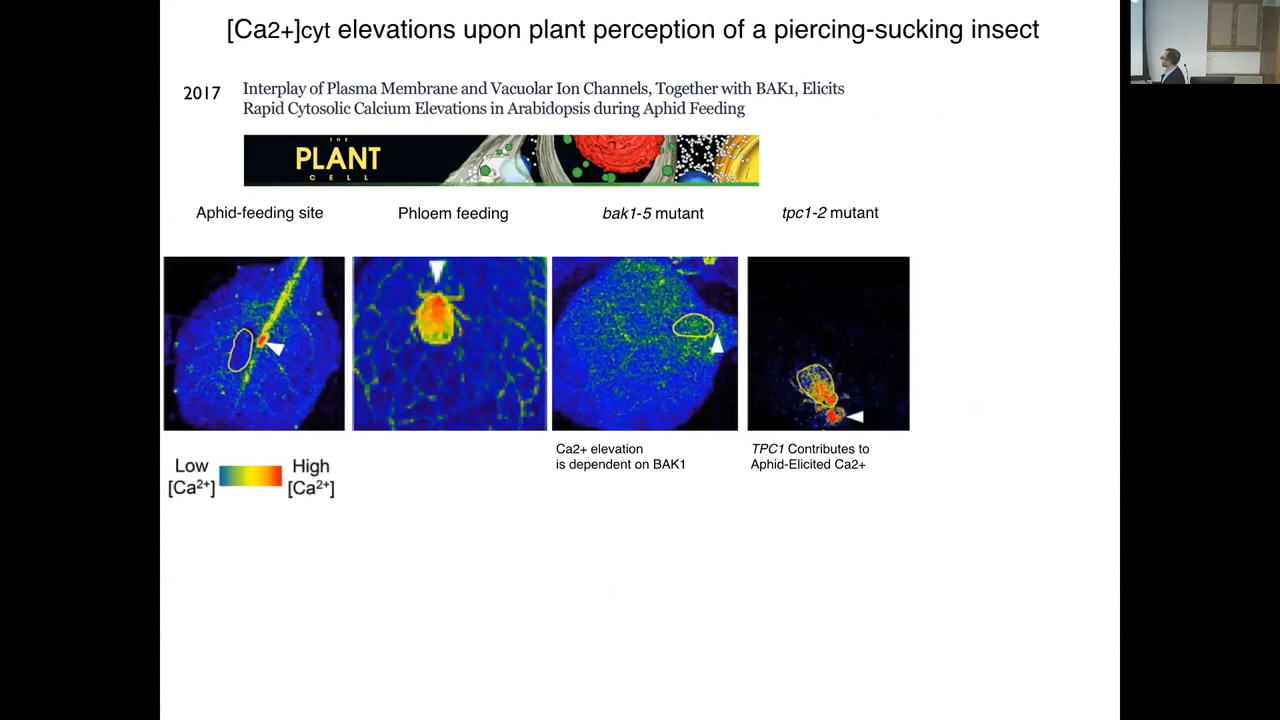 [Ca2+]cyt elevations upon plant perception of a piercing-sucking insect
2017
Interplay of Plasma Membrane and Vacuolar Ion Channels, Together with BAK1, Elicits
Rapid Cytosolic Calcium Elevations in Arabidopsis during Aphid Feeding
THE
PLANT
CELL
Aphid-feeding site
Phloem feeding
bak1-5 mutant
tpc1-2 mutant
Ca2+ elevation
is dependent on BAK1
TPC1 Contributes to
Aphid-Elicited Ca2+
Low
[Ca²⁺]
High
[Ca²⁺]